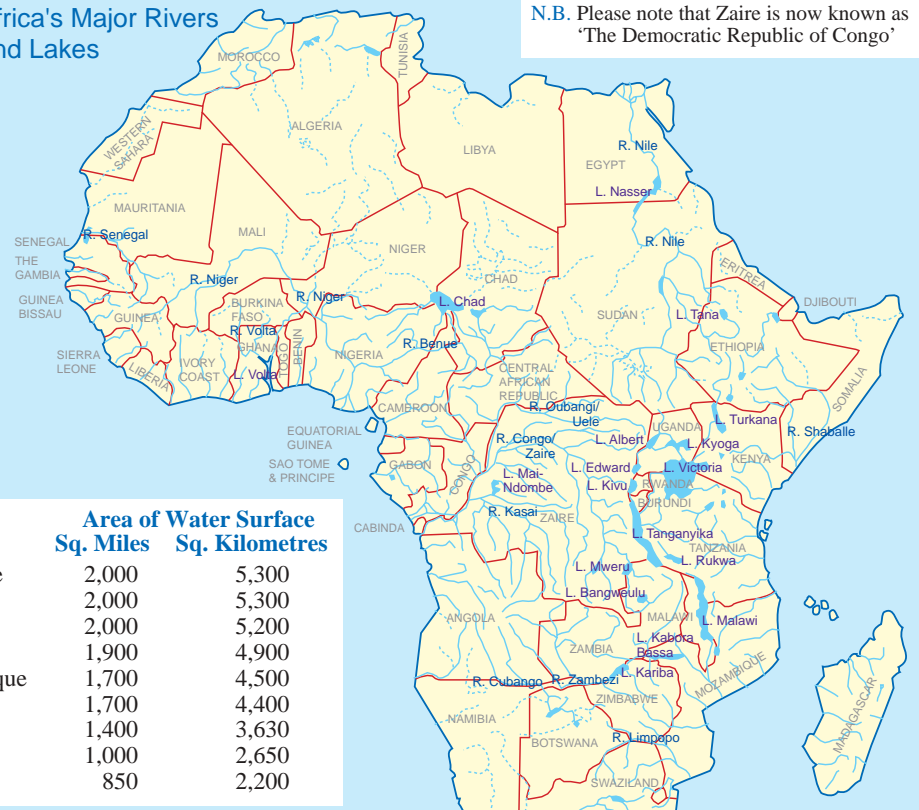 frica's Major Rivers
nd Lakes
N.B. Please note that Zaire is now known as
‘The Democratic Republic of Congo’
MOROCCO
TUNISIA
WESTERN
SAHARA
ALGERIA
LIBYA
R. Nile
EGYPT
L. Nasser
MAURITANIA
SENEGAL
R. Senegal
MALI
NIGER
R. Nile
THE
GAMBIA
R. Niger
CHAD
ERITREA
GUINEA
BISSAU
GUINEA
BURKINA
FASO
R. Niger
L. Chad
SUDAN
L. Tana
DJIBOUTI
R. Volta
GHANA
TOGO
BENIN
NIGERIA
R. Benue
ETHIOPIA
SIERRA
LEONE
LIBERIA
IVORY
COAST
L. Volta
CENTRAL
AFRICAN
REPUBLIC
SOMALIA
CAMEROON
R. Oubangi/
Uele
EQUATORIAL
GUINEA
R. Congo/
Zaire
L. Albert
UGANDA
L. Turkana
R. Shaballe
L. Kyoga
KENYA
SAO TOME
& PRINCIPE
GABON
CONGO
L. Mai-
Ndombe
L. Edward
L. Victoria
L. Kivu
RWANDA
BURUNDI
CABINDA
R. Kasai
ZAIRE
L. Tanganyika
TANZANIA
L. Rukwa
L. Mweru
L. Bangweulu
ANGOLA
MALAWI
L. Malawi
ZAMBIA
L. Kabora
Bassa
L. Kariba
MOZAMBIQUE
R. Cubango
R. Zambezi
ZIMBABWE
NAMIBIA
BOTSWANA
R. Limpopo
MADAGASCAR
SWAZILAND
Area of Water Surface
Sq. Miles Sq. Kilometres
e 2,000 5,300
2,000 5,300
2,000 5,200
1,900 4,900
que 1,700 4,500
1,700 4,400
1,400 3,630
1,000 2,650
850 2,200